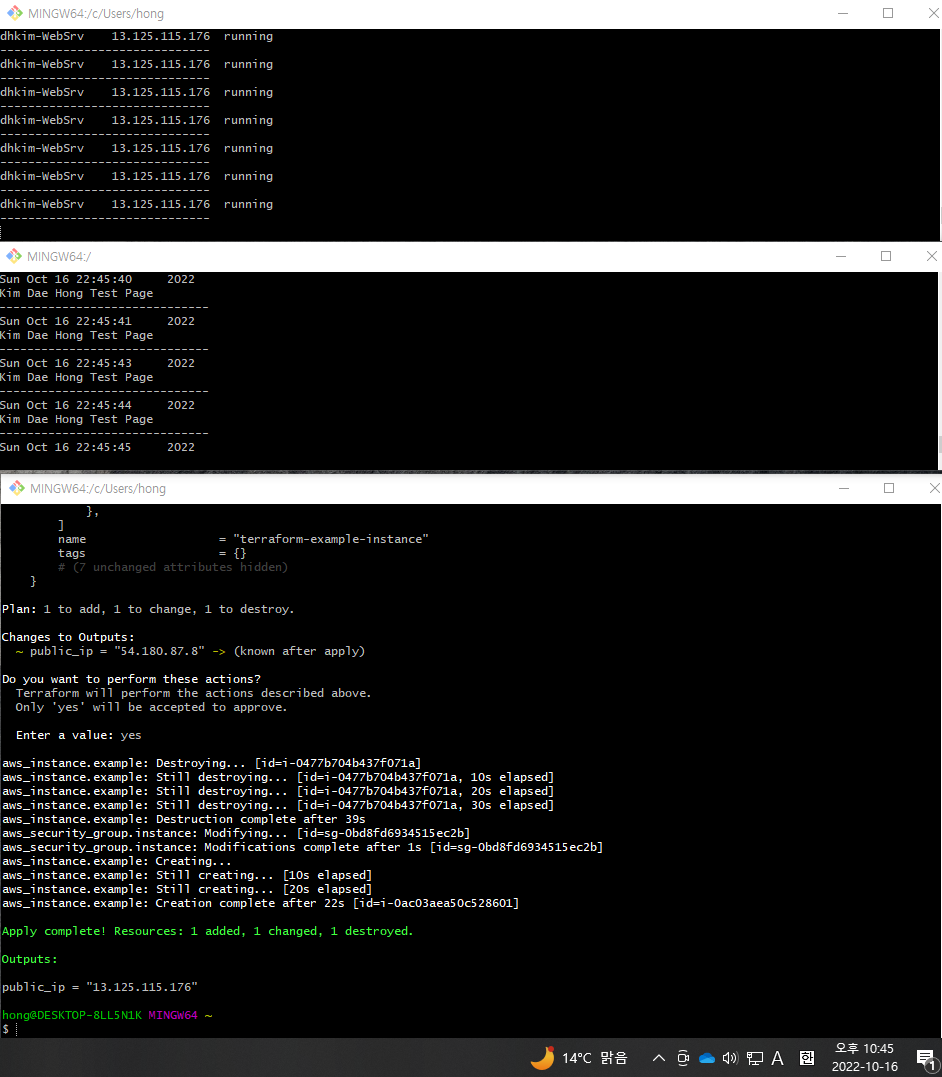 MINGW64:/c/Users/hong
dhkim-WebSrv    13.125.115.176  running
------------------------------
dhkim-WebSrv    13.125.115.176  running
------------------------------
dhkim-WebSrv    13.125.115.176  running
------------------------------
dhkim-WebSrv    13.125.115.176  running
------------------------------
dhkim-WebSrv    13.125.115.176  running
------------------------------
dhkim-WebSrv    13.125.115.176  running
------------------------------
dhkim-WebSrv    13.125.115.176  running
------------------------------
MINGW64:/
Sun Oct 16 22:45:40     2022
Kim Dae Hong Test Page
------------------------------
Sun Oct 16 22:45:41     2022
Kim Dae Hong Test Page
------------------------------
Sun Oct 16 22:45:43     2022
Kim Dae Hong Test Page
------------------------------
Sun Oct 16 22:45:44     2022
Kim Dae Hong Test Page
------------------------------
Sun Oct 16 22:45:45     2022
MINGW64:/c/Users/hong
            },
        ]
        name                   = "terraform-example-instance"
        tags                   = {}
        # (7 unchanged attributes hidden)
    }
Plan: 1 to add, 1 to change, 1 to destroy.
Changes to Outputs:
  ~ public_ip = "54.180.87.8" -> (known after apply)
Do you want to perform these actions?
  Terraform will perform the actions described above.
  Only 'yes' will be accepted to approve.
  Enter a value: yes
aws_instance.example: Destroying... [id=i-0477b704b437f071a]
aws_instance.example: Still destroying... [id=i-0477b704b437f071a, 10s elapsed]
aws_instance.example: Still destroying... [id=i-0477b704b437f071a, 20s elapsed]
aws_instance.example: Still destroying... [id=i-0477b704b437f071a, 30s elapsed]
aws_instance.example: Destruction complete after 39s
aws_security_group.instance: Modifying... [id=sg-0bd8fd6934515ec2b]
aws_security_group.instance: Modifications complete after 1s [id=sg-0bd8fd6934515ec2b]
aws_instance.example: Creating...
aws_instance.example: Still creating... [10s elapsed]
aws_instance.example: Still creating... [20s elapsed]
aws_instance.example: Creation complete after 22s [id=i-0ac03aea50c528601]
Apply complete! Resources: 1 added, 1 changed, 1 destroyed.
Outputs:
public_ip = "13.125.115.176"
hong@DESKTOP-8LL5N1K MINGW64 ~
$
14°C 맑음 A 한 오후 10:45
2022-10-16 1